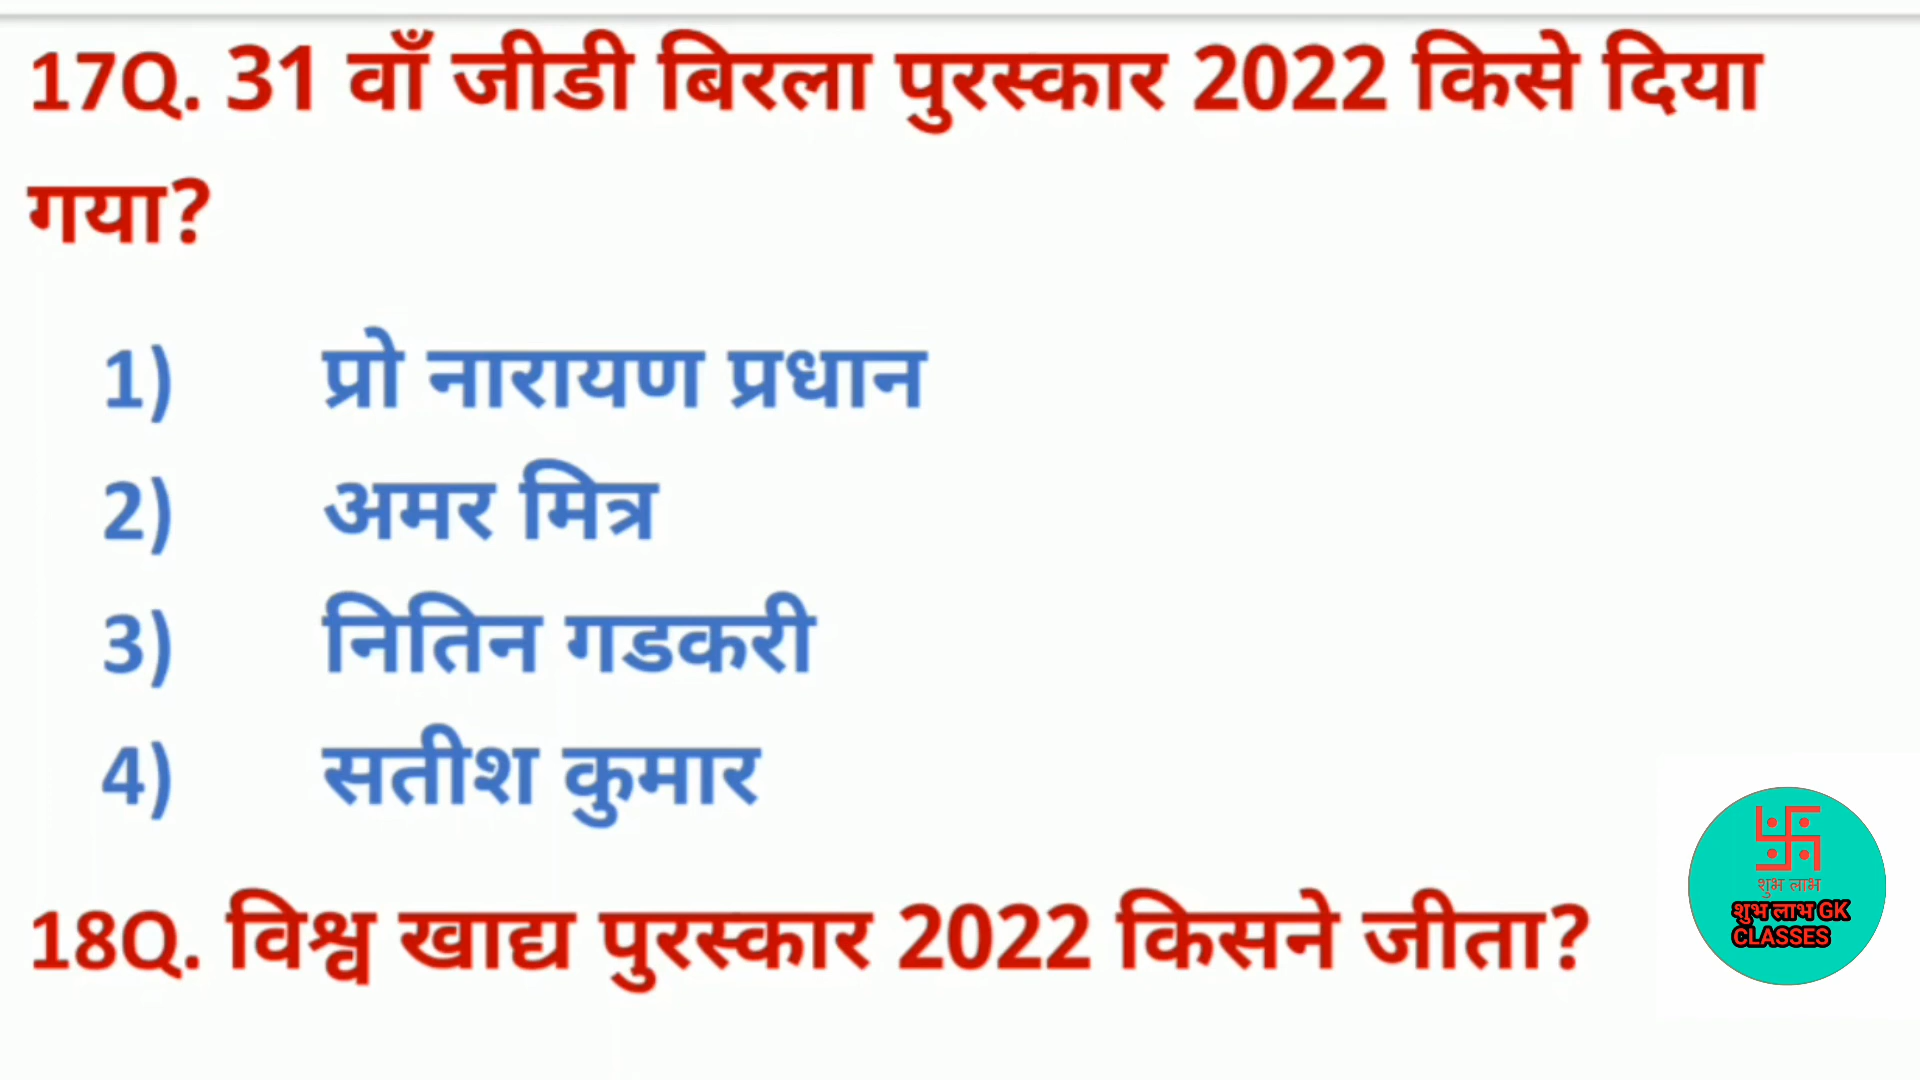 17Q. 31 वाँ जीडी बिरला पुरस्कार 2022 किसे दिया
गया?
1) प्रो नारायण प्रधान
2) अमर मित्र
3) नितिन गडकरी
4) सतीश कुमार
18Q. विश्व खाद्य पुरस्कार 2022 किसने जीता?
शुभ लाभ
शुभ लाभ GK
CLASSES